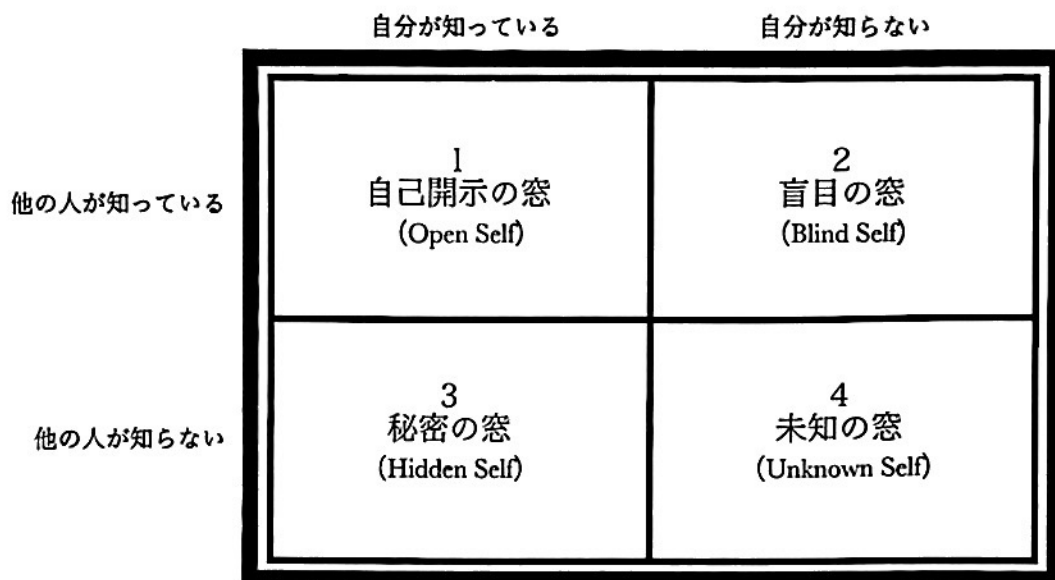 自分が知っている
自分が知らない
他の人が知っている
1
自己開示の窓
(Open Self)
2
盲目の窓
(Blind Self)
他の人が知らない
3
秘密の窓
(Hidden Self)
4
未知の窓
(Unknown Self)